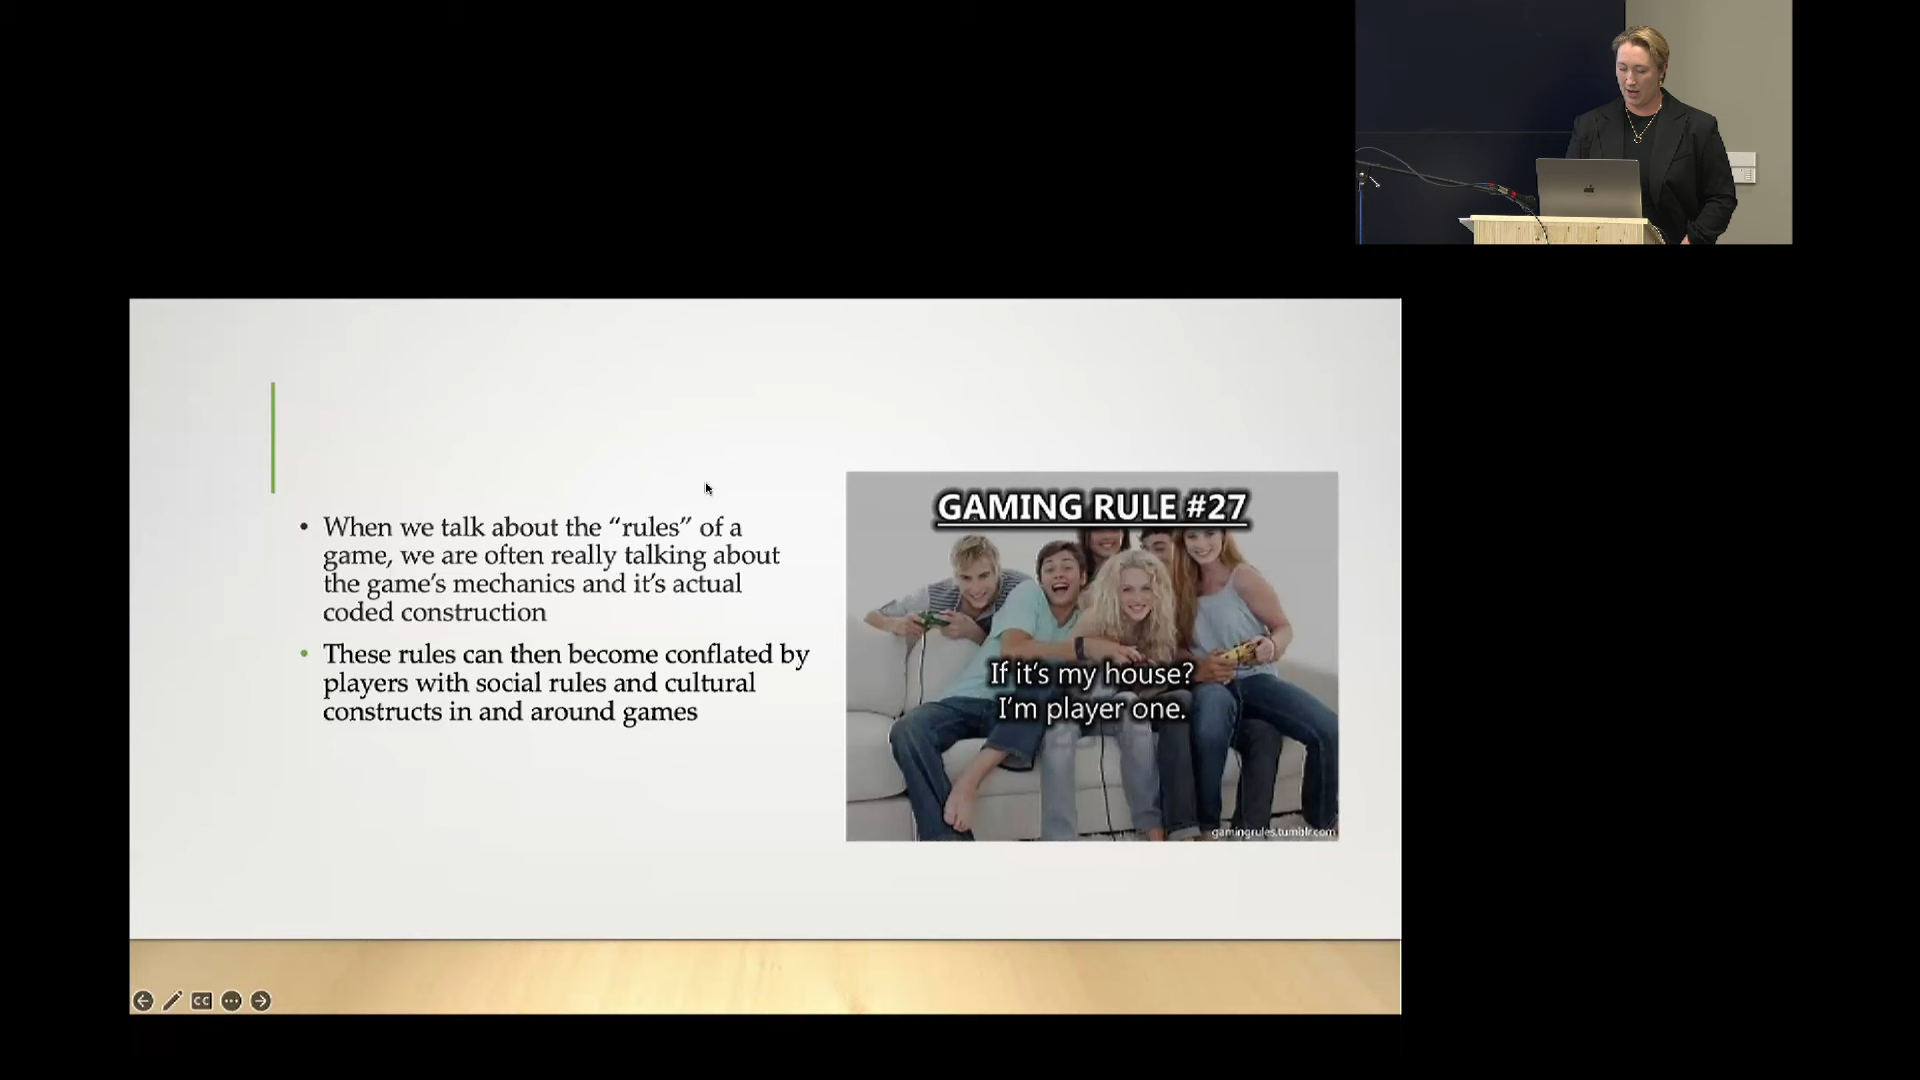 • When we talk about the “rules” of a
game, we are often really talking about
the game’s mechanics and it’s actual
coded construction
• These rules can then become conflated by
players with social rules and cultural
constructs in and around games
GAMING RULE #27
If it’s my house?
I’m player one.
gamingrules.tumblr.com
CC